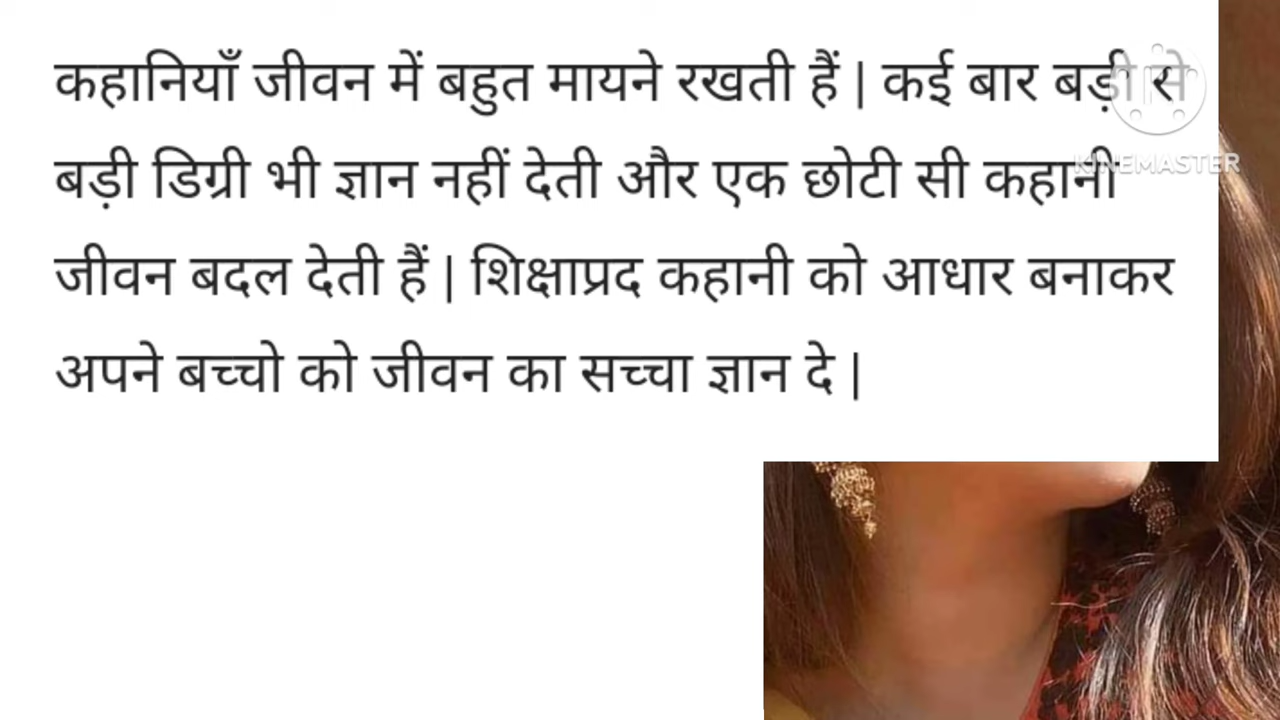 कहानियाँ जीवन में बहुत मायने रखती हैं | कई बार बड़ी से
बड़ी डिग्री भी ज्ञान नहीं देती और एक छोटी सी कहानी
जीवन बदल देती हैं | शिक्षाप्रद कहानी को आधार बनाकर
अपने बच्चो को जीवन का सच्चा ज्ञान दे |
KINEMASTER